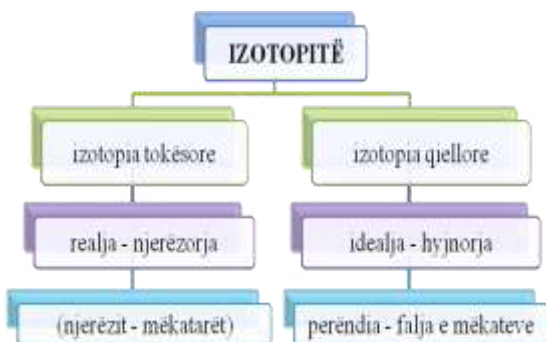 IZOTOPITË
izotopia tokësore
izotopia qiellore
realja - njerëzorja
idealja - hyjnorja
(njerëzit - mëkatarët)
perëndia - falja e mëkateve